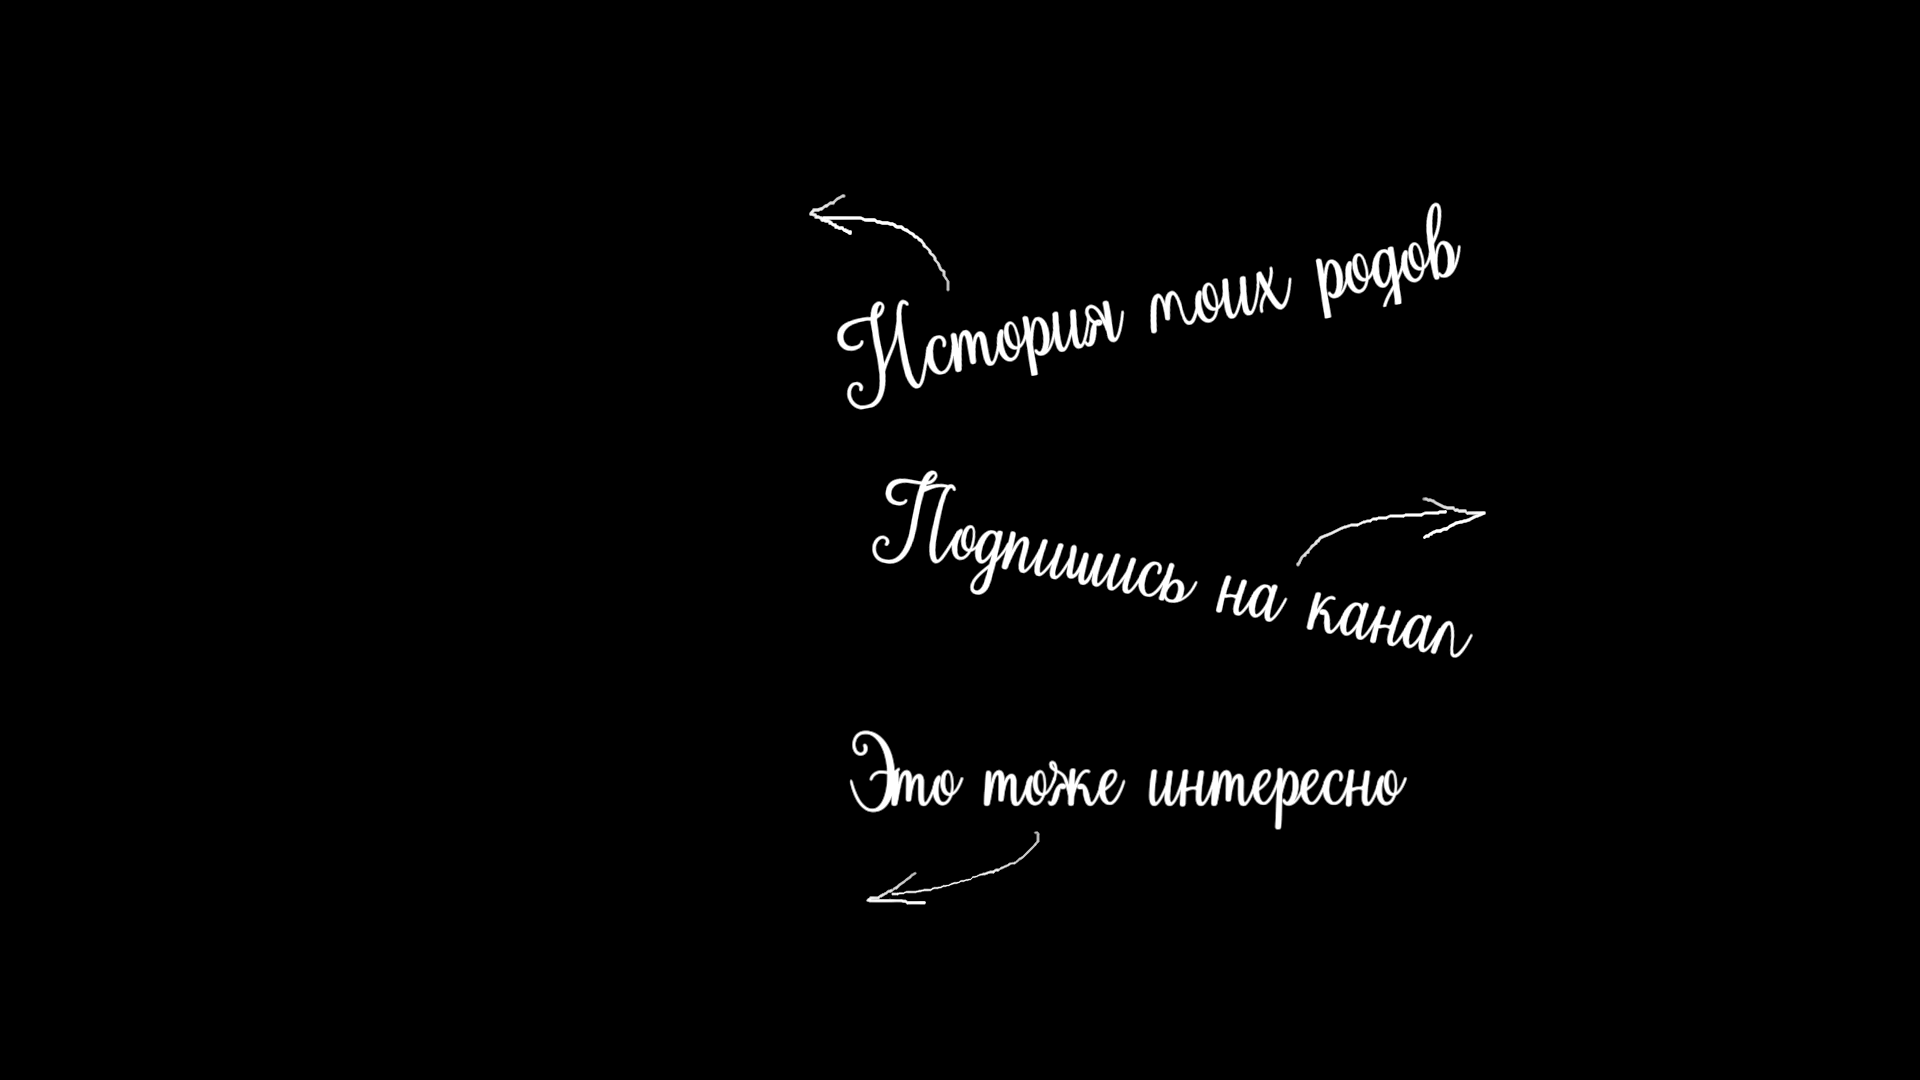 История моих родов
Подпишись на канал
Это тоже интересно